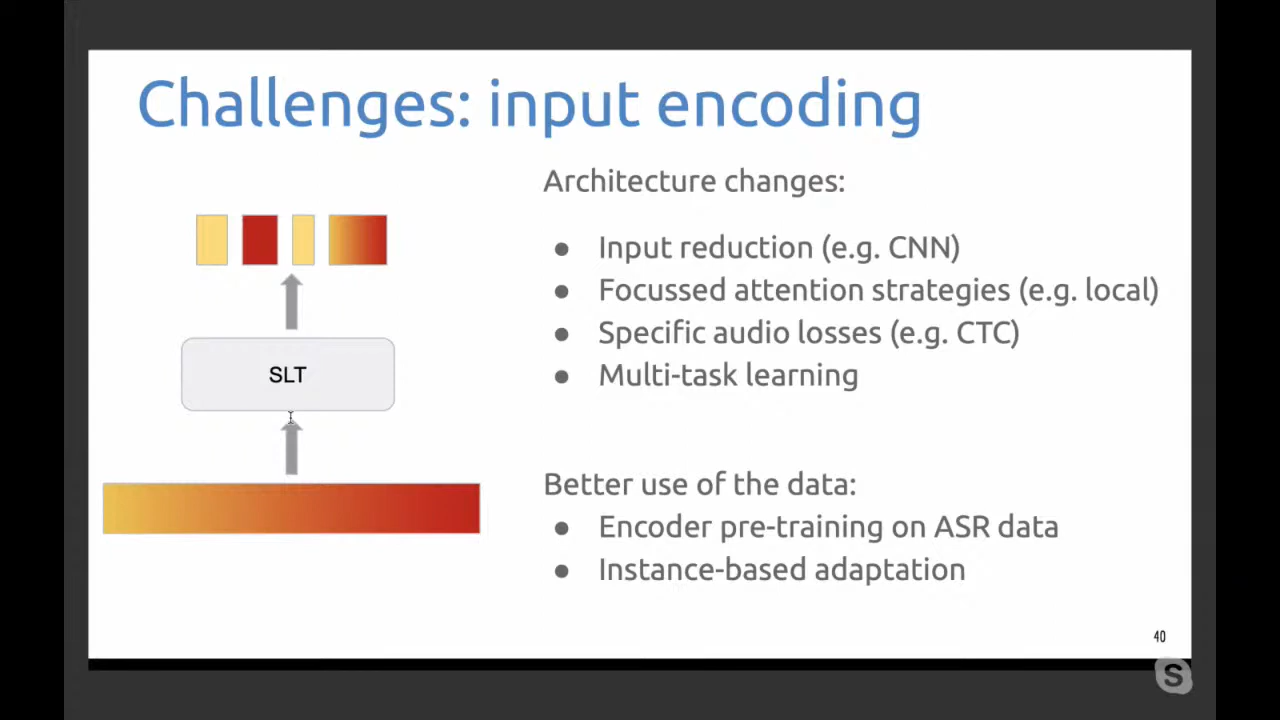 Challenges: input encoding
Architecture changes:
● Input reduction (e.g. CNN)
● Focussed attention strategies (e.g. local)
● Specific audio losses (e.g. CTC)
● Multi-task learning
SLT
Better use of the data:
● Encoder pre-training on ASR data
● Instance-based adaptation
40
S